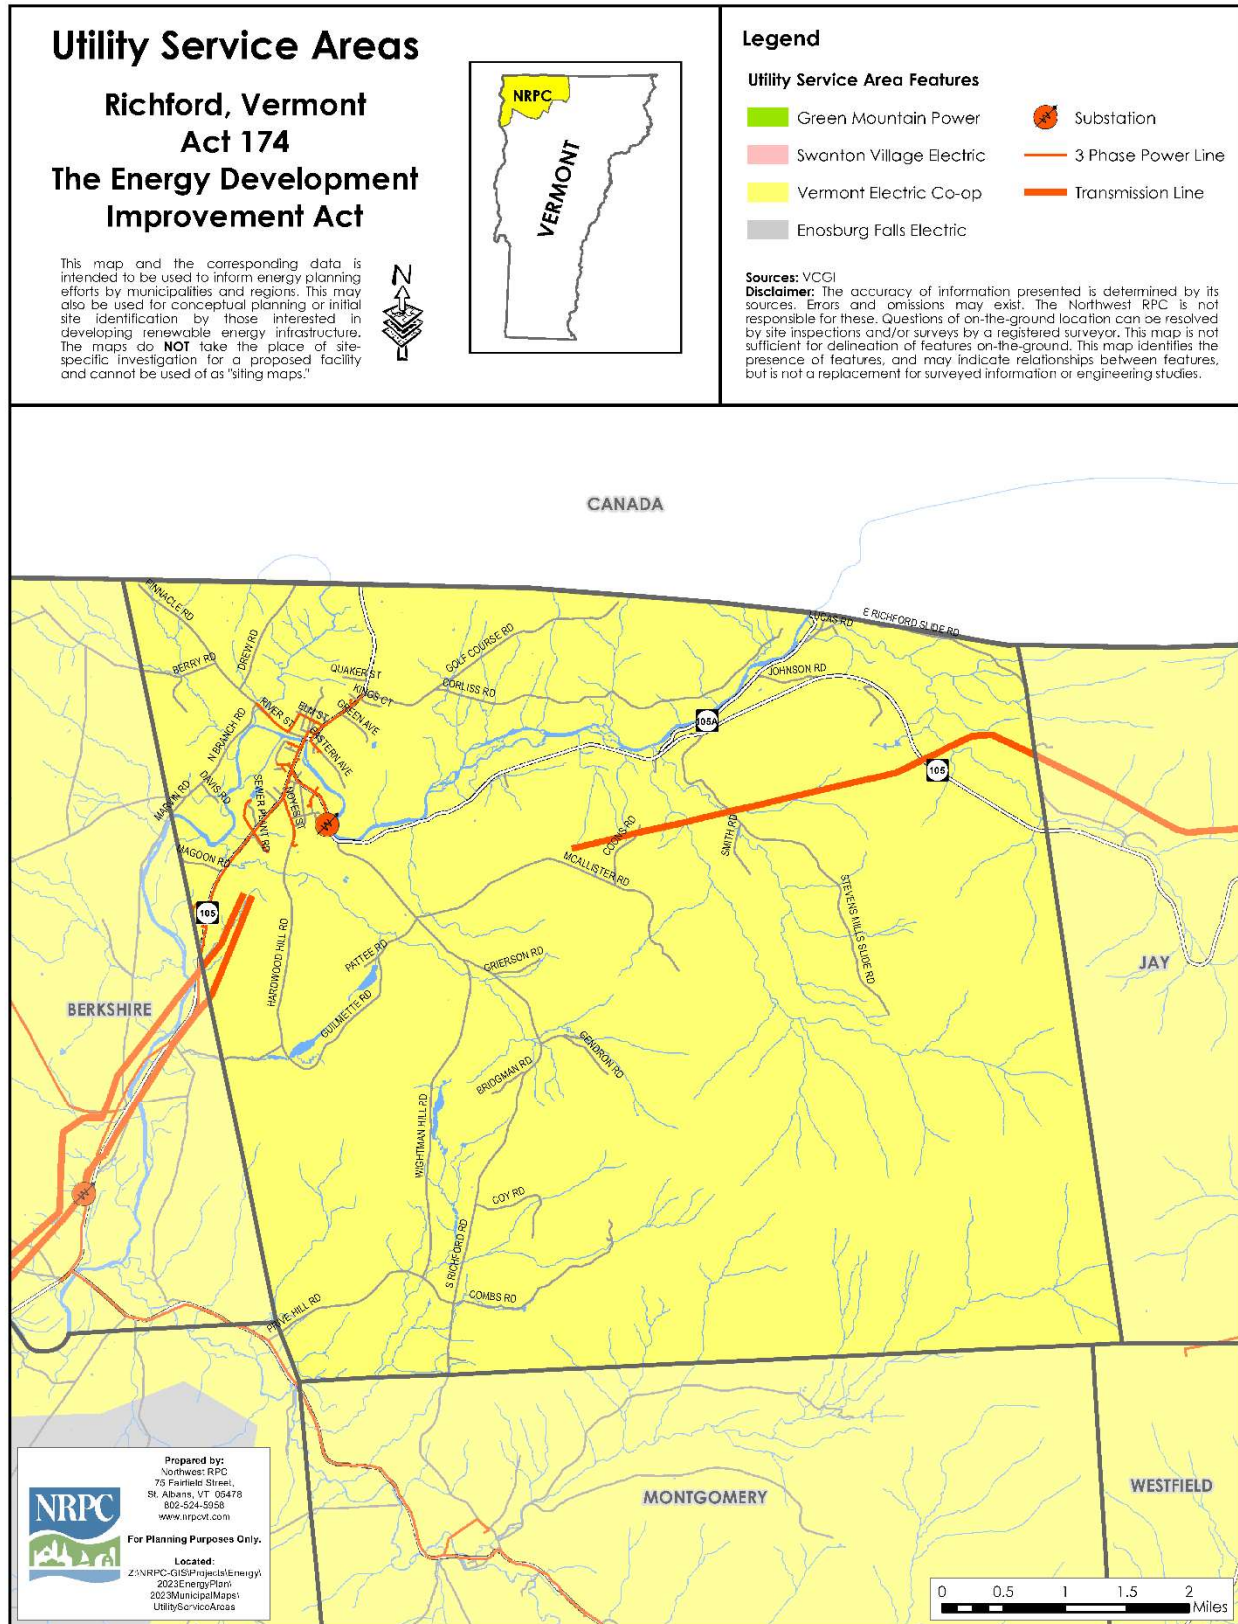 Utility Service Areas
Richford, Vermont
Act 174
The Energy Development
Improvement Act
This map and the corresponding data is
intended to be used to inform energy planning
efforts by municipalities and regions. This may
also be used for conceptual planning or initial
site identification by those interested in
developing renewable energy infrastructure.
The maps do NOT take the place of site-
specific investigation for a proposed facility
and cannot be used of as "siting maps."
N
NRPC
VERMONT
Legend
Utility Service Area Features
Green Mountain Power
Swanton Village Electric
Vermont Electric Co-op
Enosburg Falls Electric
Substation
3 Phase Power Line
Transmission Line
Sources: VCGI
Disclaimer: The accuracy of information presented is determined by its
sources. Errors and omissions may exist. The Northwest RPC is not
responsible for these. Questions of on-the-ground location can be resolved
by site inspections and/or surveys by a registered surveyor. This map is not
sufficient for delineation of features on-the-ground. This map identifies the
presence of features, and may indicate relationships between features,
but is not a replacement for surveyed information or engineering studies.
CANADA
PINNACLE RD
BERRY RD
DREW RD
QUAKER ST
KINGS CT
GOLF COURSE RD
CORLISS RD
LUCAS RD
E RICHFORD SLIDE RD
JOHNSON RD
RIVER ST
ELM ST
GREEN AVE
EASTERN AVE
N BRANCH RD
DAVIS RD
MARVIN RD
SEWER PLANT RD
NOYES ST
MAGOON RD
105A
105
105
COONS RD
SMITH RD
MCALLISTER RD
STEVENS MILLS SLIDE RD
HARDWOOD HILL RD
PATTEE RD
GRIERSON RD
GUILMETTE RD
JAY
BERKSHIRE
BRIDGMAN RD
GENDRON RD
WIGHTMAN HILL RD
COY RD
S RICHFORD RD
COMBS RD
PRIVE HILL RD
MONTGOMERY
WESTFIELD
NRPC
Prepared by:
Northwest RPC
75 Fairfield Street,
St. Albans, VT 05478
802-524-5958
www.nrpcvt.com
For Planning Purposes Only.
Located:
Z:\NRPC-GIS\Projects\Energy\
2023EnergyPlan\
2023MunicipalMaps\
UtilityServiceAreas
0 0.5 1 1.5 2
Miles